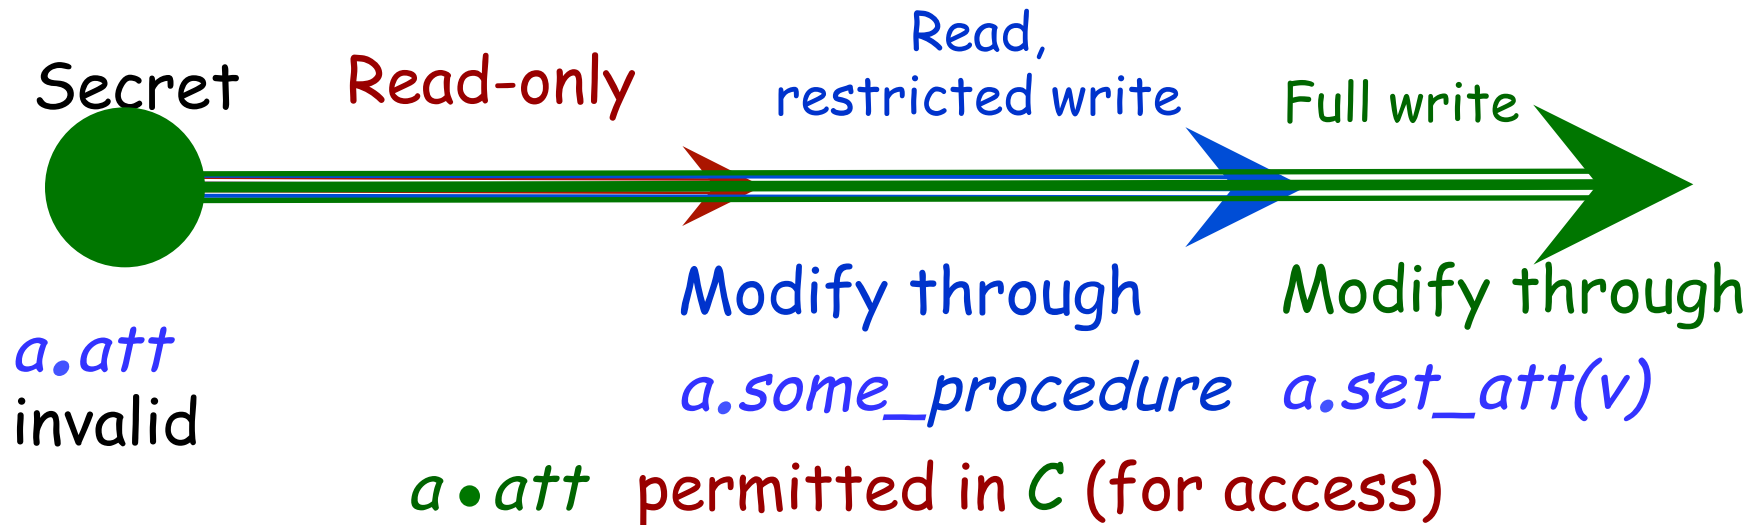 Secret
Read-only
Read,
restricted write
Full write
Modify through
Modify through
a.att
invalid
a.some_procedure
a.set_att(v)
a • att permitted in C (for access)